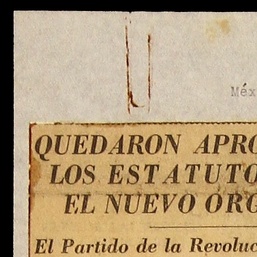 Méx
QUEDARON APRO
LOS ESTATUTO
EL NUEVO ORG
El Partido de la Revoluc